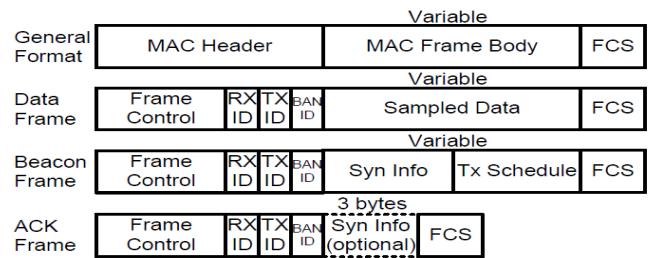 Variable
General Format MAC Header MAC Frame Body FCS
Variable
Data Frame Frame Control RX ID TX ID BAN ID Sampled Data FCS
Variable
Beacon Frame Frame Control RX ID TX ID BAN ID Syn Info Tx Schedule FCS
3 bytes
ACK Frame Frame Control RX ID TX ID BAN ID Syn Info (optional) FCS